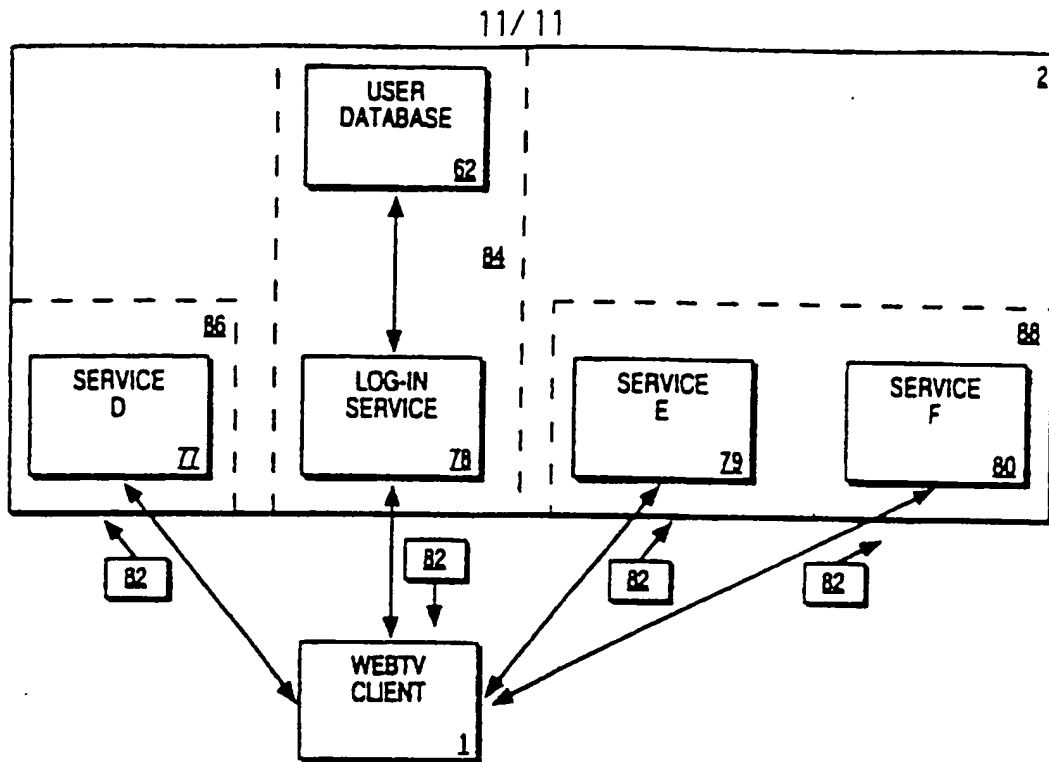 11/11
2
USER
DATABASE
62
84
86
88
SERVICE
D
77
LOG-IN
SERVICE
78
SERVICE
E
79
SERVICE
F
80
82
82
82
82
WEBTV
CLIENT
1